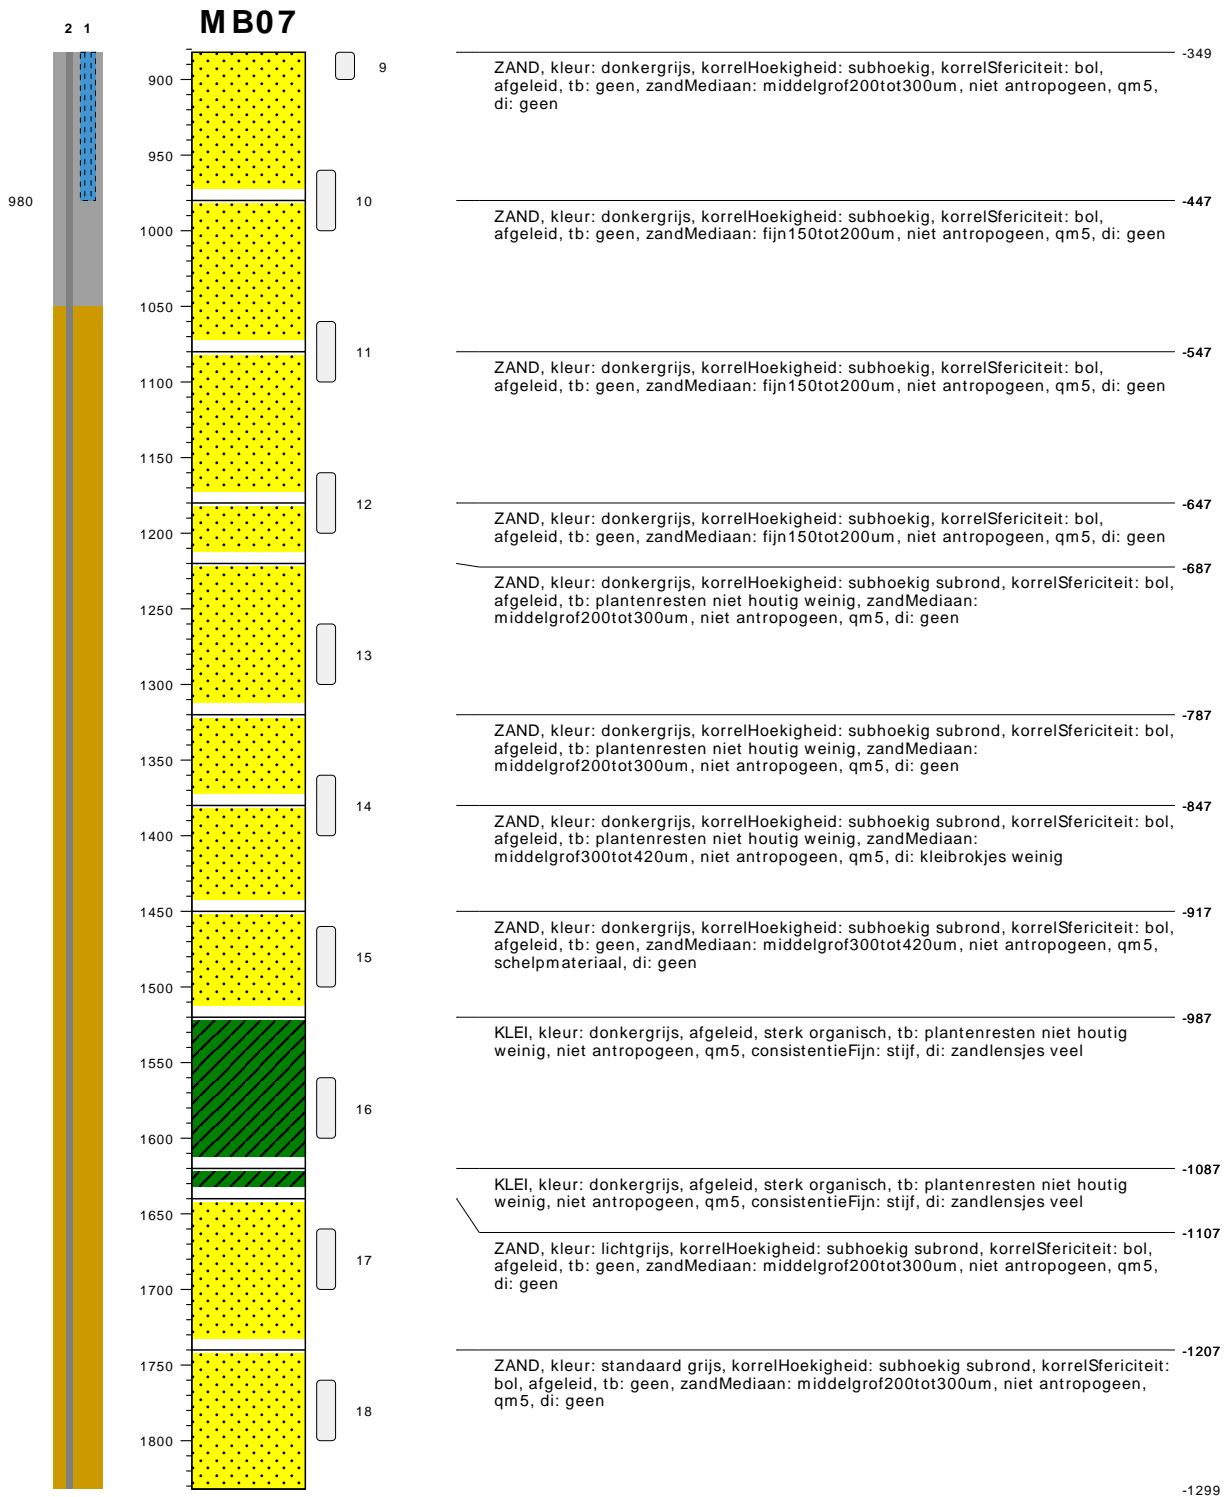 MB07
2 1
9
-349
ZAND, kleur: donkergrijs, korrelHoekigheid: subhoekig, korrelSfericiteit: bol,
afgeleid, tb: geen, zandMediaan: middelgrof200tot300um, niet antropogeen, qm5,
di: geen
900
950
980
10
-447
ZAND, kleur: donkergrijs, korrelHoekigheid: subhoekig, korrelSfericiteit: bol,
afgeleid, tb: geen, zandMediaan: fijn150tot200um, niet antropogeen, qm5, di: geen
1000
1050
11
-547
ZAND, kleur: donkergrijs, korrelHoekigheid: subhoekig, korrelSfericiteit: bol,
afgeleid, tb: geen, zandMediaan: fijn150tot200um, niet antropogeen, qm5, di: geen
1100
1150
12
-647
ZAND, kleur: donkergrijs, korrelHoekigheid: subhoekig, korrelSfericiteit: bol,
afgeleid, tb: geen, zandMediaan: fijn150tot200um, niet antropogeen, qm5, di: geen
1200
-687
ZAND, kleur: donkergrijs, korrelHoekigheid: subhoekig subrond, korrelSfericiteit: bol,
afgeleid, tb: plantenresten niet houtig weinig, zandMediaan:
middelgrof200tot300um, niet antropogeen, qm5, di: geen
1250
13
1300
-787
ZAND, kleur: donkergrijs, korrelHoekigheid: subhoekig subrond, korrelSfericiteit: bol,
afgeleid, tb: plantenresten niet houtig weinig, zandMediaan:
middelgrof200tot300um, niet antropogeen, qm5, di: geen
1350
14
-847
ZAND, kleur: donkergrijs, korrelHoekigheid: subhoekig subrond, korrelSfericiteit: bol,
afgeleid, tb: plantenresten niet houtig weinig, zandMediaan:
middelgrof300tot420um, niet antropogeen, qm5, di: kleibrokjes weinig
1400
1450
-917
ZAND, kleur: donkergrijs, korrelHoekigheid: subhoekig subrond, korrelSfericiteit: bol,
afgeleid, tb: geen, zandMediaan: middelgrof300tot420um, niet antropogeen, qm5,
schelpmateriaal, di: geen
15
1500
-987
KLEI, kleur: donkergrijs, afgeleid, sterk organisch, tb: plantenresten niet houtig
weinig, niet antropogeen, qm5, consistentieFijn: stijf, di: zandlensjes veel
1550
16
1600
-1087
KLEI, kleur: donkergrijs, afgeleid, sterk organisch, tb: plantenresten niet houtig
weinig, niet antropogeen, qm5, consistentieFijn: stijf, di: zandlensjes veel
1650
-1107
ZAND, kleur: lichtgrijs, korrelHoekigheid: subhoekig subrond, korrelSfericiteit: bol,
afgeleid, tb: geen, zandMediaan: middelgrof200tot300um, niet antropogeen, qm5,
di: geen
17
1700
-1207
ZAND, kleur: standaard grijs, korrelHoekigheid: subhoekig subrond, korrelSfericiteit:
bol, afgeleid, tb: geen, zandMediaan: middelgrof200tot300um, niet antropogeen,
qm5, di: geen
1750
18
1800
-1299